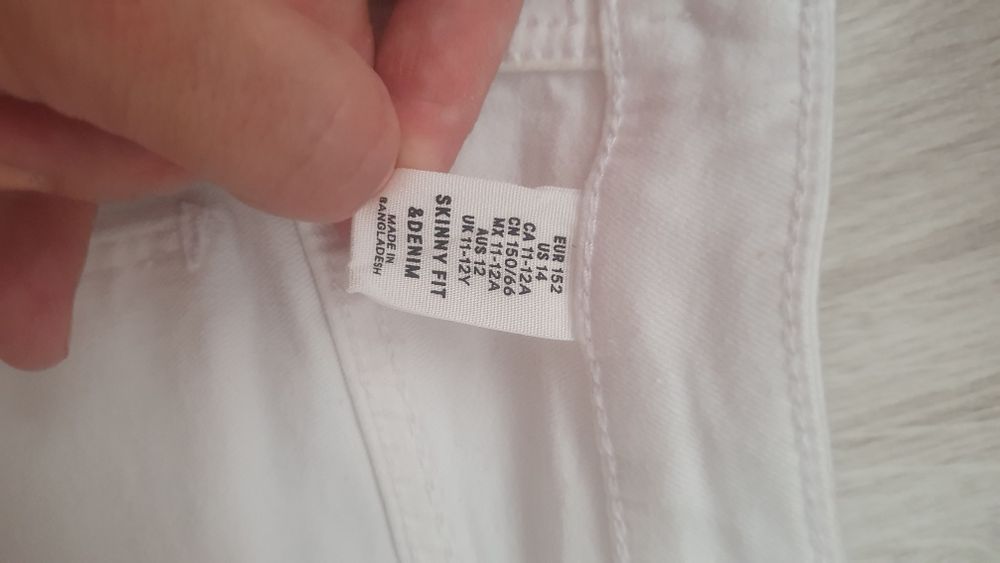 EUR 152
US 14
CA 11-12A
CN 150/66
MX 11-12A
AUS 12
UK 11-12Y
SKINNY FIT
&DENIM
MADE IN
BANGLADESH